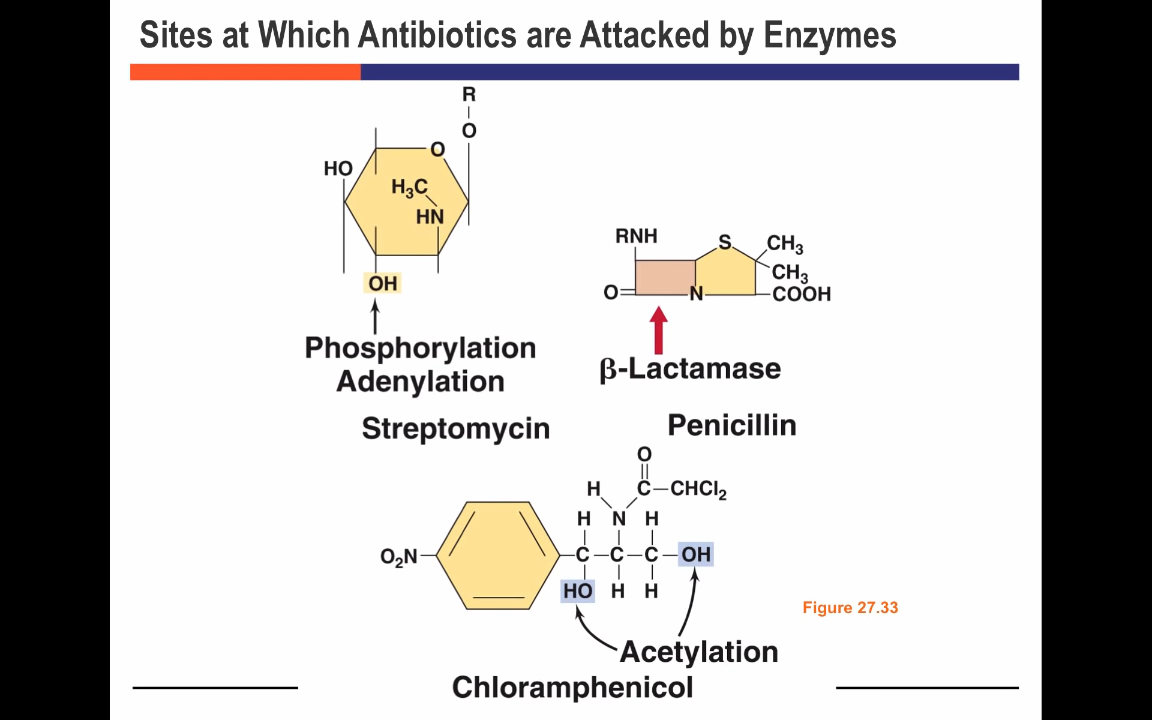 Sites at Which Antibiotics are Attacked by Enzymes
R
O
O
HO
H₃C
HN
OH
Phosphorylation
Adenylation
Streptomycin
RNH
S
CH₃
CH₃
O
N
COOH
β-Lactamase
Penicillin
O
H C CHCl₂
H N H
O₂N C C C OH
HO H H
Figure 27.33
Acetylation
Chloramphenicol